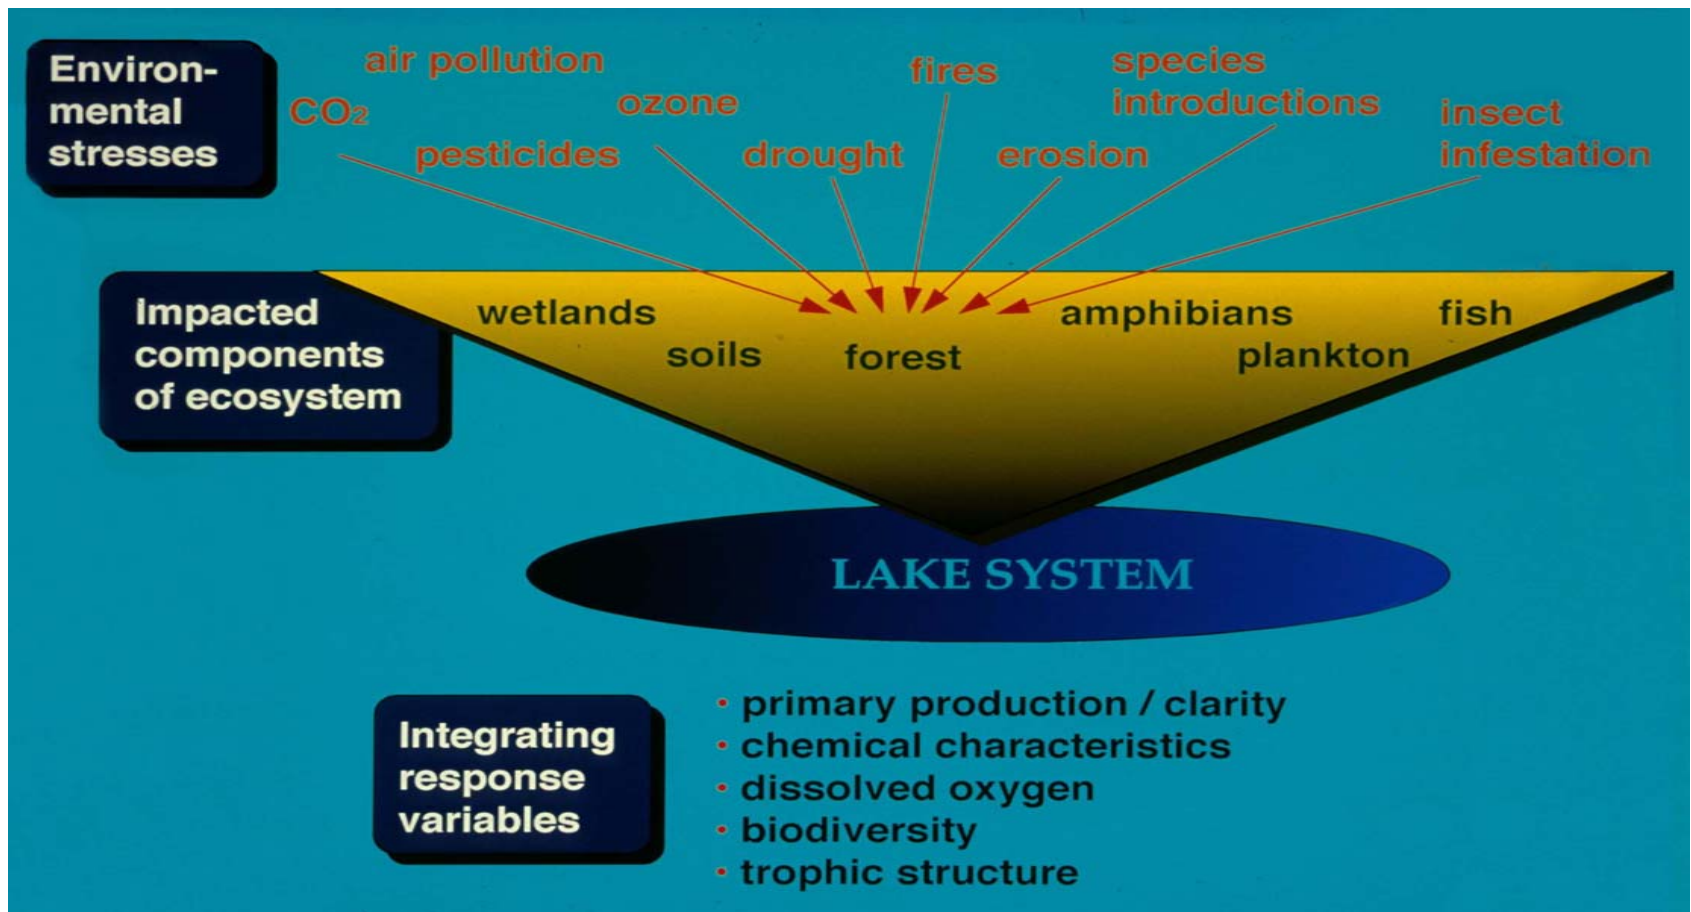 Environ-
mental
stresses
air pollution
CO₂
pesticides
ozone
drought
fires
erosion
species
introductions
insect
infestation
Impacted
components
of ecosystem
wetlands
soils
forest
amphibians
plankton
fish
LAKE SYSTEM
Integrating
response
variables
• primary production / clarity
• chemical characteristics
• dissolved oxygen
• biodiversity
• trophic structure